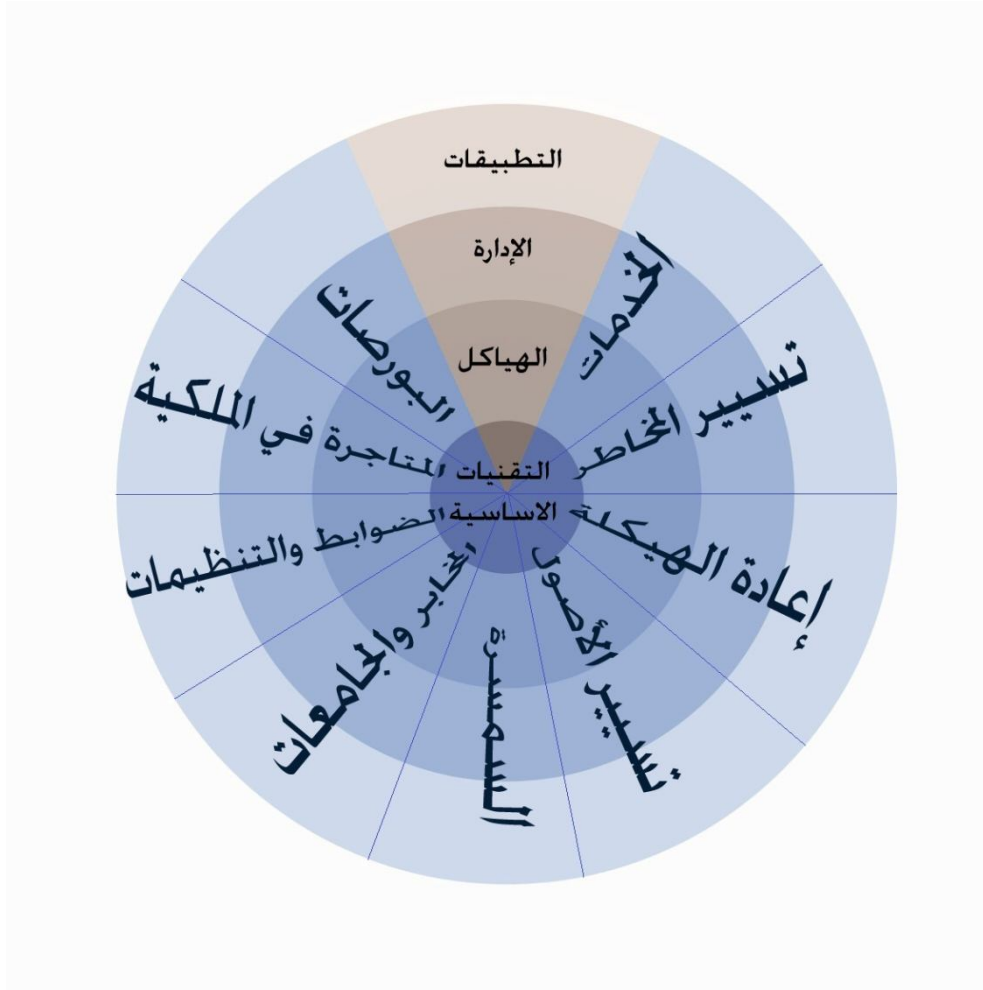 التطبيقات
الإدارة
الهياكل
التقنيات
الاساسية
الخدمات
تسيير المخاطر
إعادة الهيكلة
تسيير الأصول
السمسرة
المخابر والجامعات
الضوابط والتنظيمات
المتاجرة في الملكية
البورصات